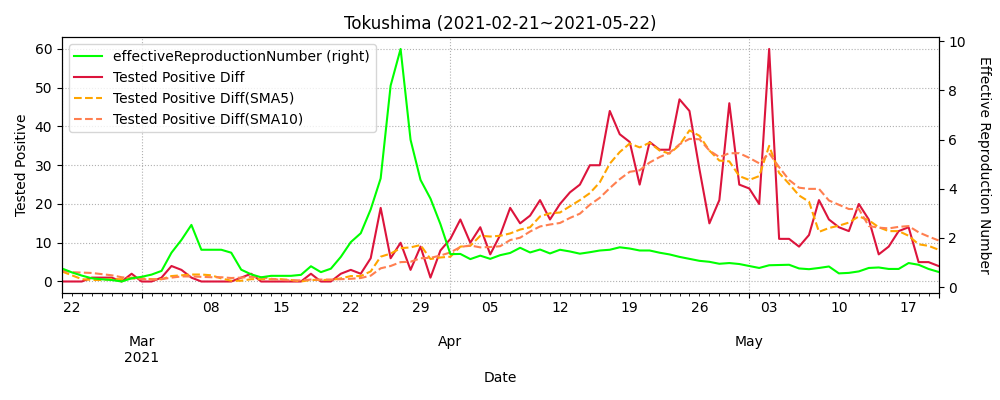 Tokushima (2021-02-21~2021-05-22)
effectiveReproductionNumber (right)
Tested Positive Diff
Tested Positive Diff(SMA5)
Tested Positive Diff(SMA10)
Tested Positive
60
50
40
30
20
10
0
10
8
6
4
2
0
Effective Reproduction Number
22 08 15 22 29 05 12 19 26 03 10 17
Mar Apr May
2021
Date